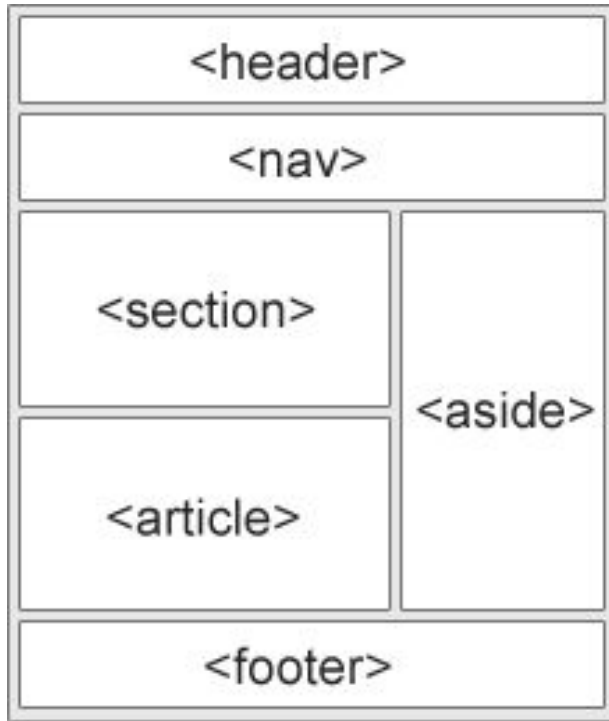 <header>
<nav>
<section>
<aside>
<article>
<footer>